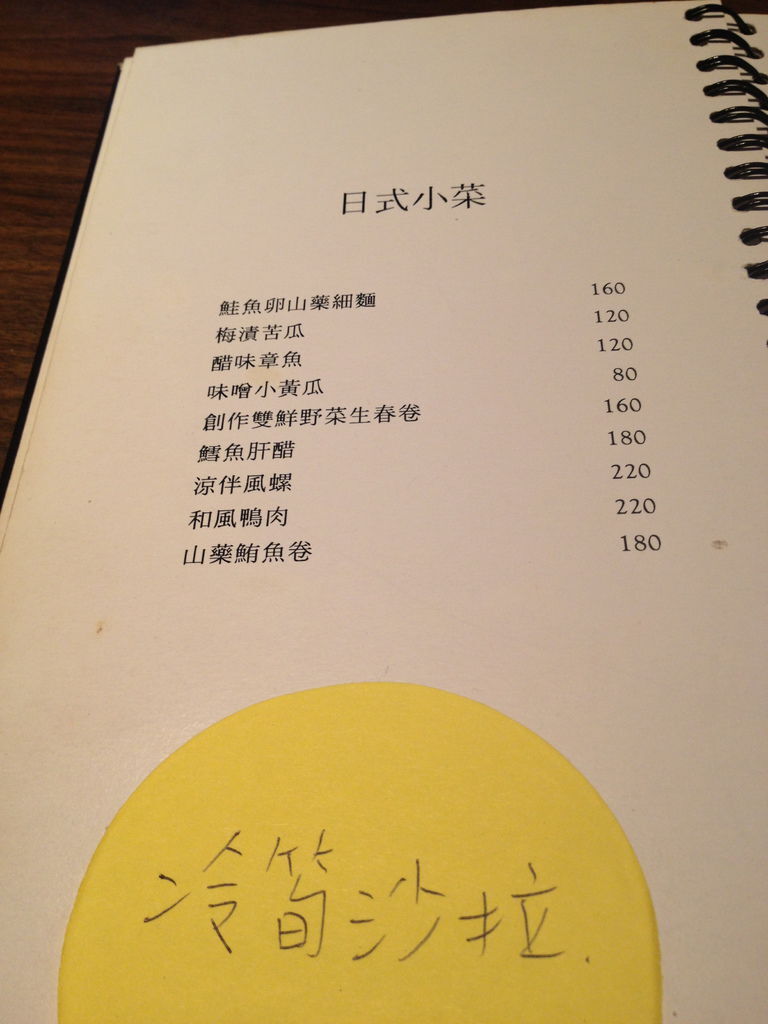 日式小菜
鮭魚卵山藥細麵 160
梅漬苦瓜 120
醋味章魚 120
味噌小黃瓜 80
創作雙鮮野菜生春卷 160
鱈魚肝醋 180
涼伴風螺 220
和風鴨肉 220
山藥鮪魚卷 180
冷筍沙拉.